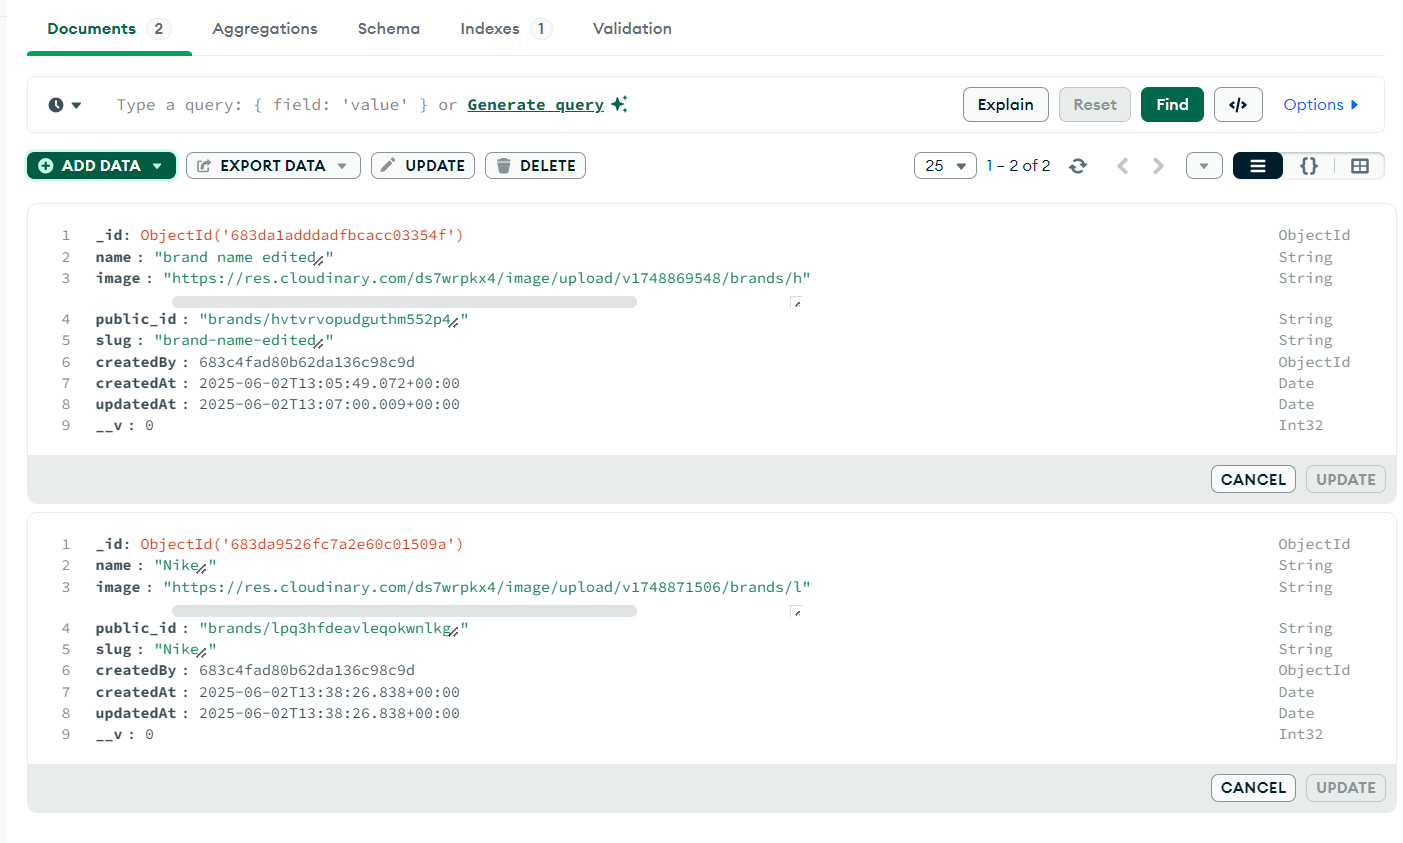 Documents 2 Aggregations Schema Indexes 1 Validation
Type a query: { field: 'value' } or Generate query Explain Reset Find </> Options
ADD DATA EXPORT DATA UPDATE DELETE 25 1 – 2 of 2 {}
1 _id: ObjectId('683da1adddadfbcacc03354f') ObjectId
2 name : "brand name edited" String
3 image : "https://res.cloudinary.com/ds7wrpkx4/image/upload/v1748869548/brands/h" String
4 public_id : "brands/hvtvrvopudguthm552p4" String
5 slug : "brand-name-edited" String
6 createdBy : 683c4fad80b62da136c98c9d ObjectId
7 createdAt : 2025-06-02T13:05:49.072+00:00 Date
8 updatedAt : 2025-06-02T13:07:00.009+00:00 Date
9 __v : 0 Int32
CANCEL UPDATE
1 _id: ObjectId('683da9526fc7a2e60c01509a') ObjectId
2 name : "Nike" String
3 image : "https://res.cloudinary.com/ds7wrpkx4/image/upload/v1748871506/brands/l" String
4 public_id : "brands/lpq3hfdeavleqokwnlkg" String
5 slug : "Nike" String
6 createdBy : 683c4fad80b62da136c98c9d ObjectId
7 createdAt : 2025-06-02T13:38:26.838+00:00 Date
8 updatedAt : 2025-06-02T13:38:26.838+00:00 Date
9 __v : 0 Int32
CANCEL UPDATE